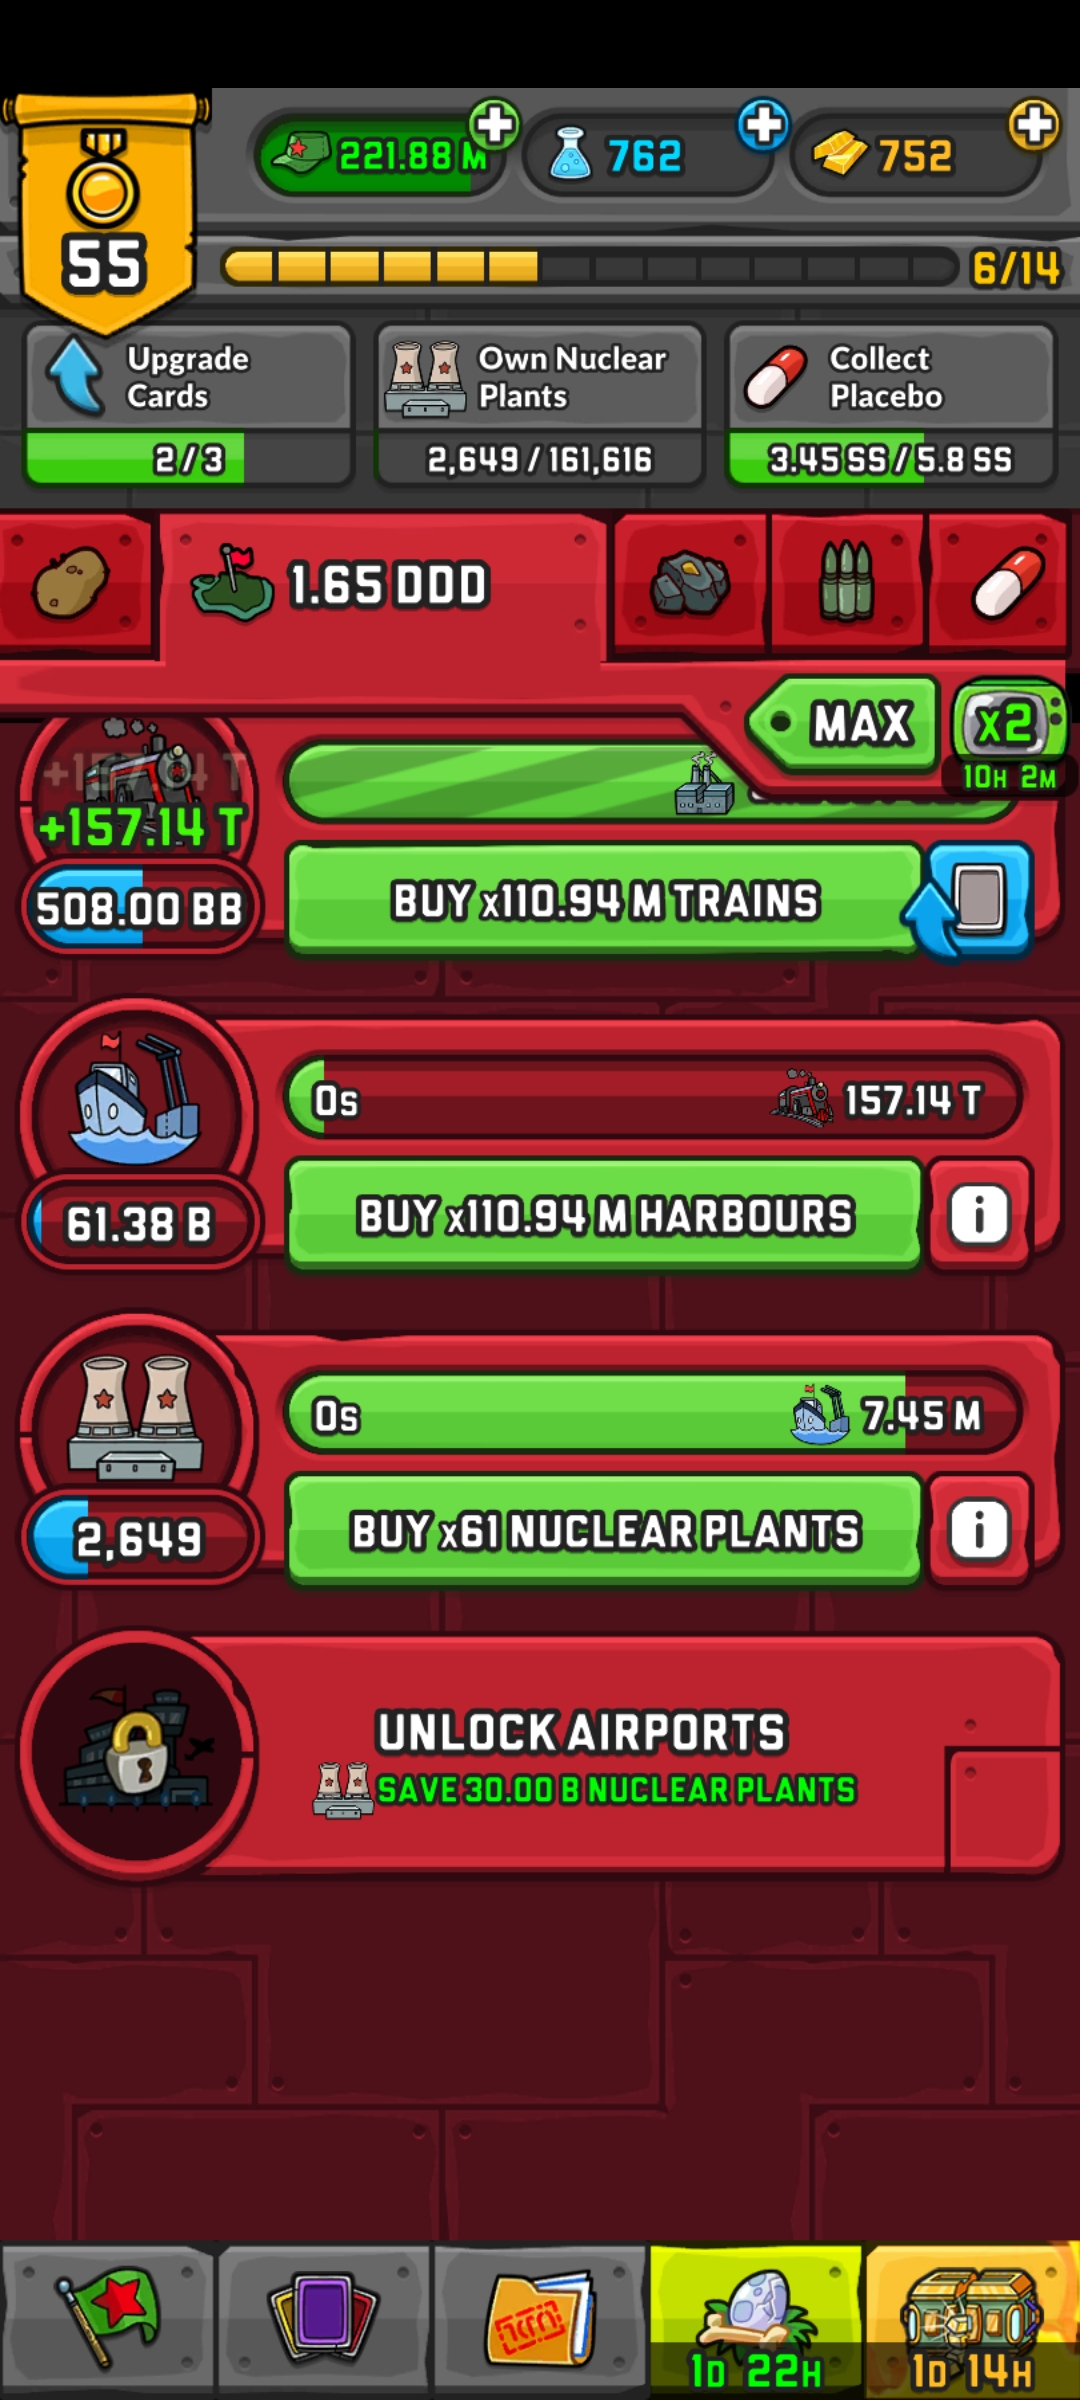 221.88 M
762
752
55
6/14
Upgrade
Cards
2/3
Own Nuclear
Plants
2,649 / 161,616
Collect
Placebo
3.45 SS / 5.8 SS
1.65 DDD
MAX
x2
10H 2M
+157.14 T
+157.14 T
508.00 BB
BUY x110.94 M TRAINS
0s
157.14 T
61.38 B
BUY x110.94 M HARBOURS
i
0s
7.45 M
2,649
BUY x61 NUCLEAR PLANTS
i
UNLOCK AIRPORTS
SAVE 30.00 B NUCLEAR PLANTS
1D 22H
1D 14H